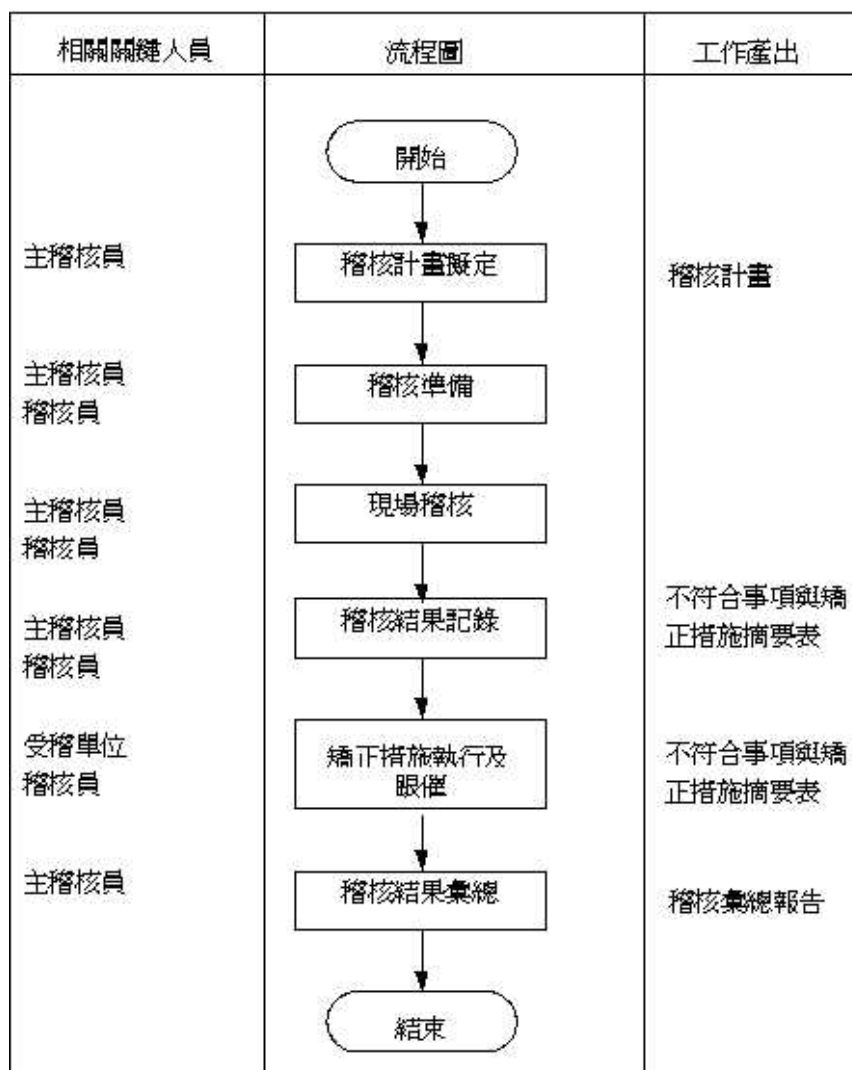 相關關鍵人員
流程圖
工作產出
開始
主稽核員
稽核計畫擬定
稽核計畫
主稽核員
稽核員
稽核準備
主稽核員
稽核員
現場稽核
主稽核員
稽核員
稽核結果記錄
不符合事項與矯
正措施摘要表
受稽單位
稽核員
矯正措施執行及
眼催
不符合事項與矯
正措施摘要表
主稽核員
稽核結果彙總
稽核彙總報告
結束